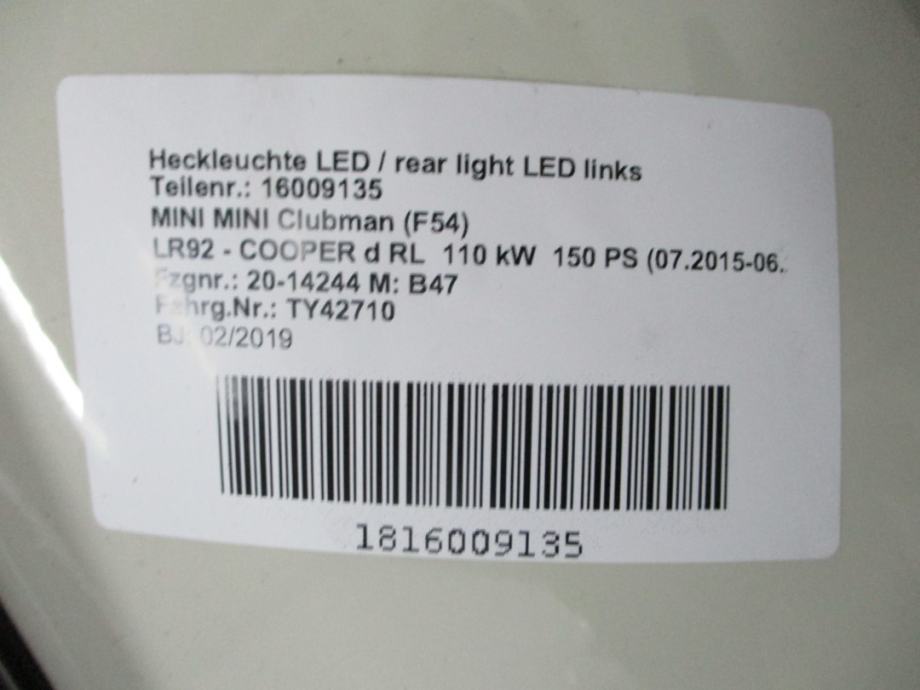 Heckleuchte LED / rear light LED links
Teilenr.: 16009135
MINI MINI Clubman (F54)
LR92 - COOPER d RL 110 kW 150 PS (07.2015-06.
Fzgnr.: 20-14244 M: B47
Fahrg.Nr.: TY42710
BJ: 02/2019
1816009135